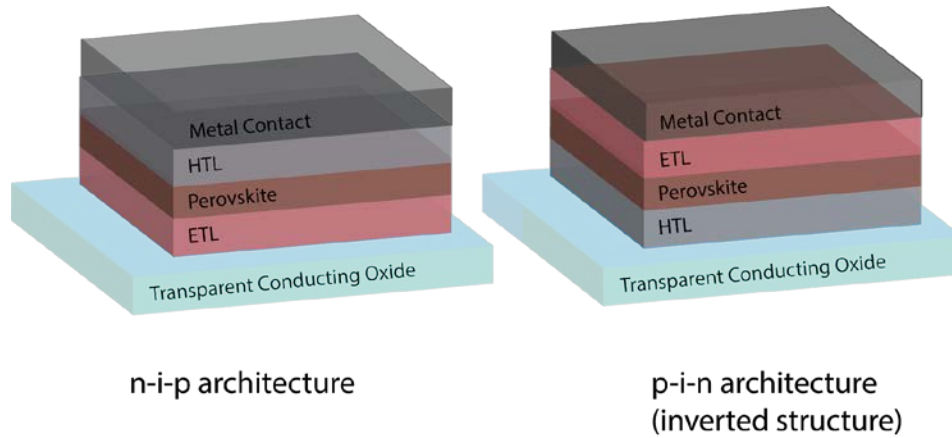 Metal Contact
HTL
Perovskite
ETL
Transparent Conducting Oxide
n-i-p architecture
Metal Contact
ETL
Perovskite
HTL
Transparent Conducting Oxide
p-i-n architecture
(inverted structure)